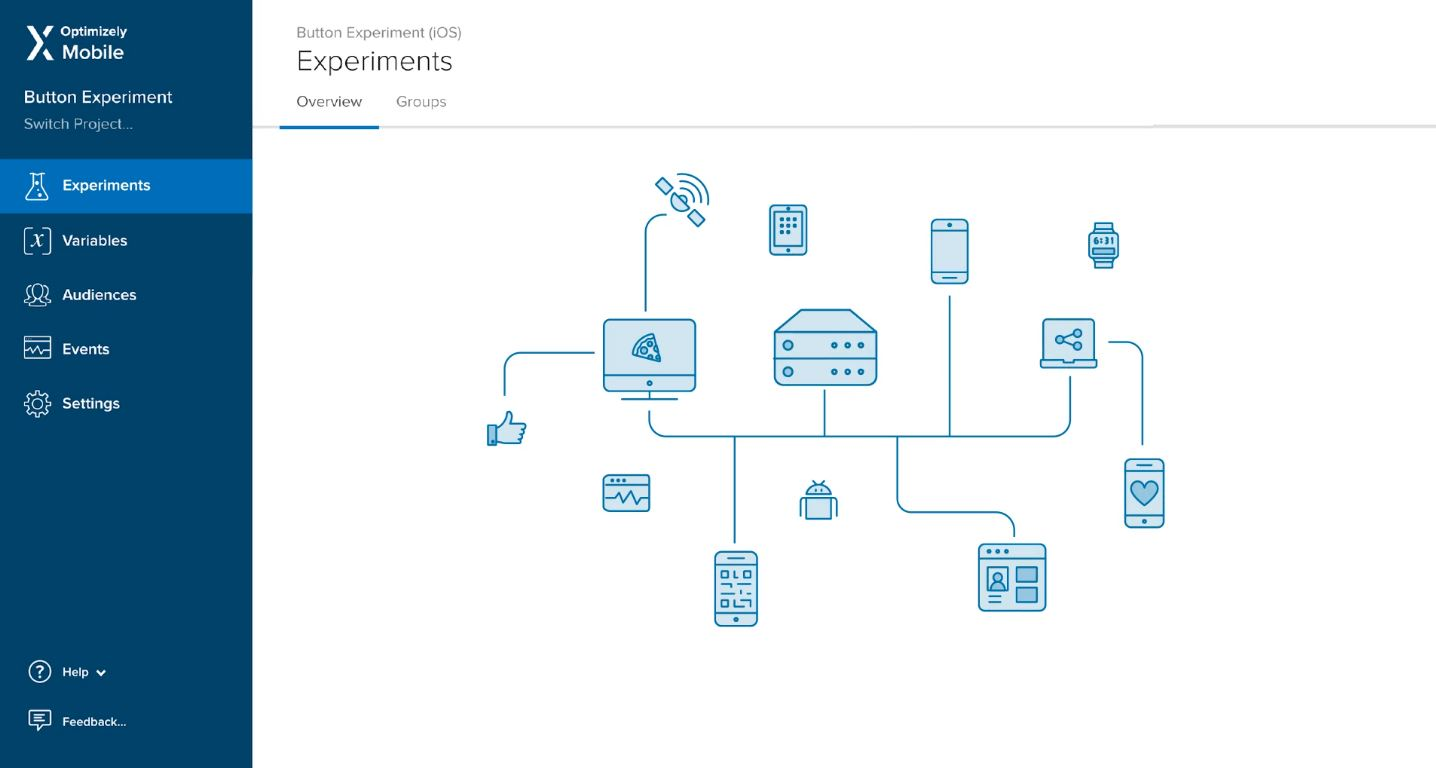 Optimizely
Mobile
Button Experiment
Switch Project...
Experiments
Variables
Audiences
Events
Settings
Help
Feedback...
Button Experiment (iOS)
Experiments
Overview
Groups
6:31